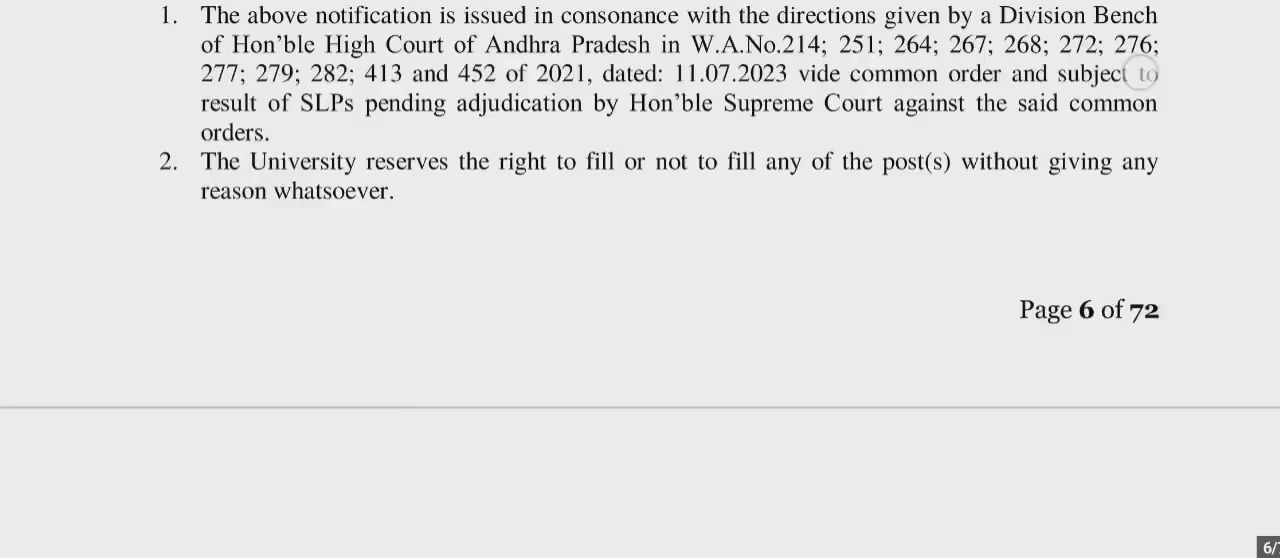 1. The above notification is issued in consonance with the directions given by a Division Bench
of Hon’ble High Court of Andhra Pradesh in W.A.No.214; 251; 264; 267; 268; 272; 276;
277; 279; 282; 413 and 452 of 2021, dated: 11.07.2023 vide common order and subject to
result of SLPs pending adjudication by Hon’ble Supreme Court against the said common
orders.
2. The University reserves the right to fill or not to fill any of the post(s) without giving any
reason whatsoever.
Page 6 of 72
6/